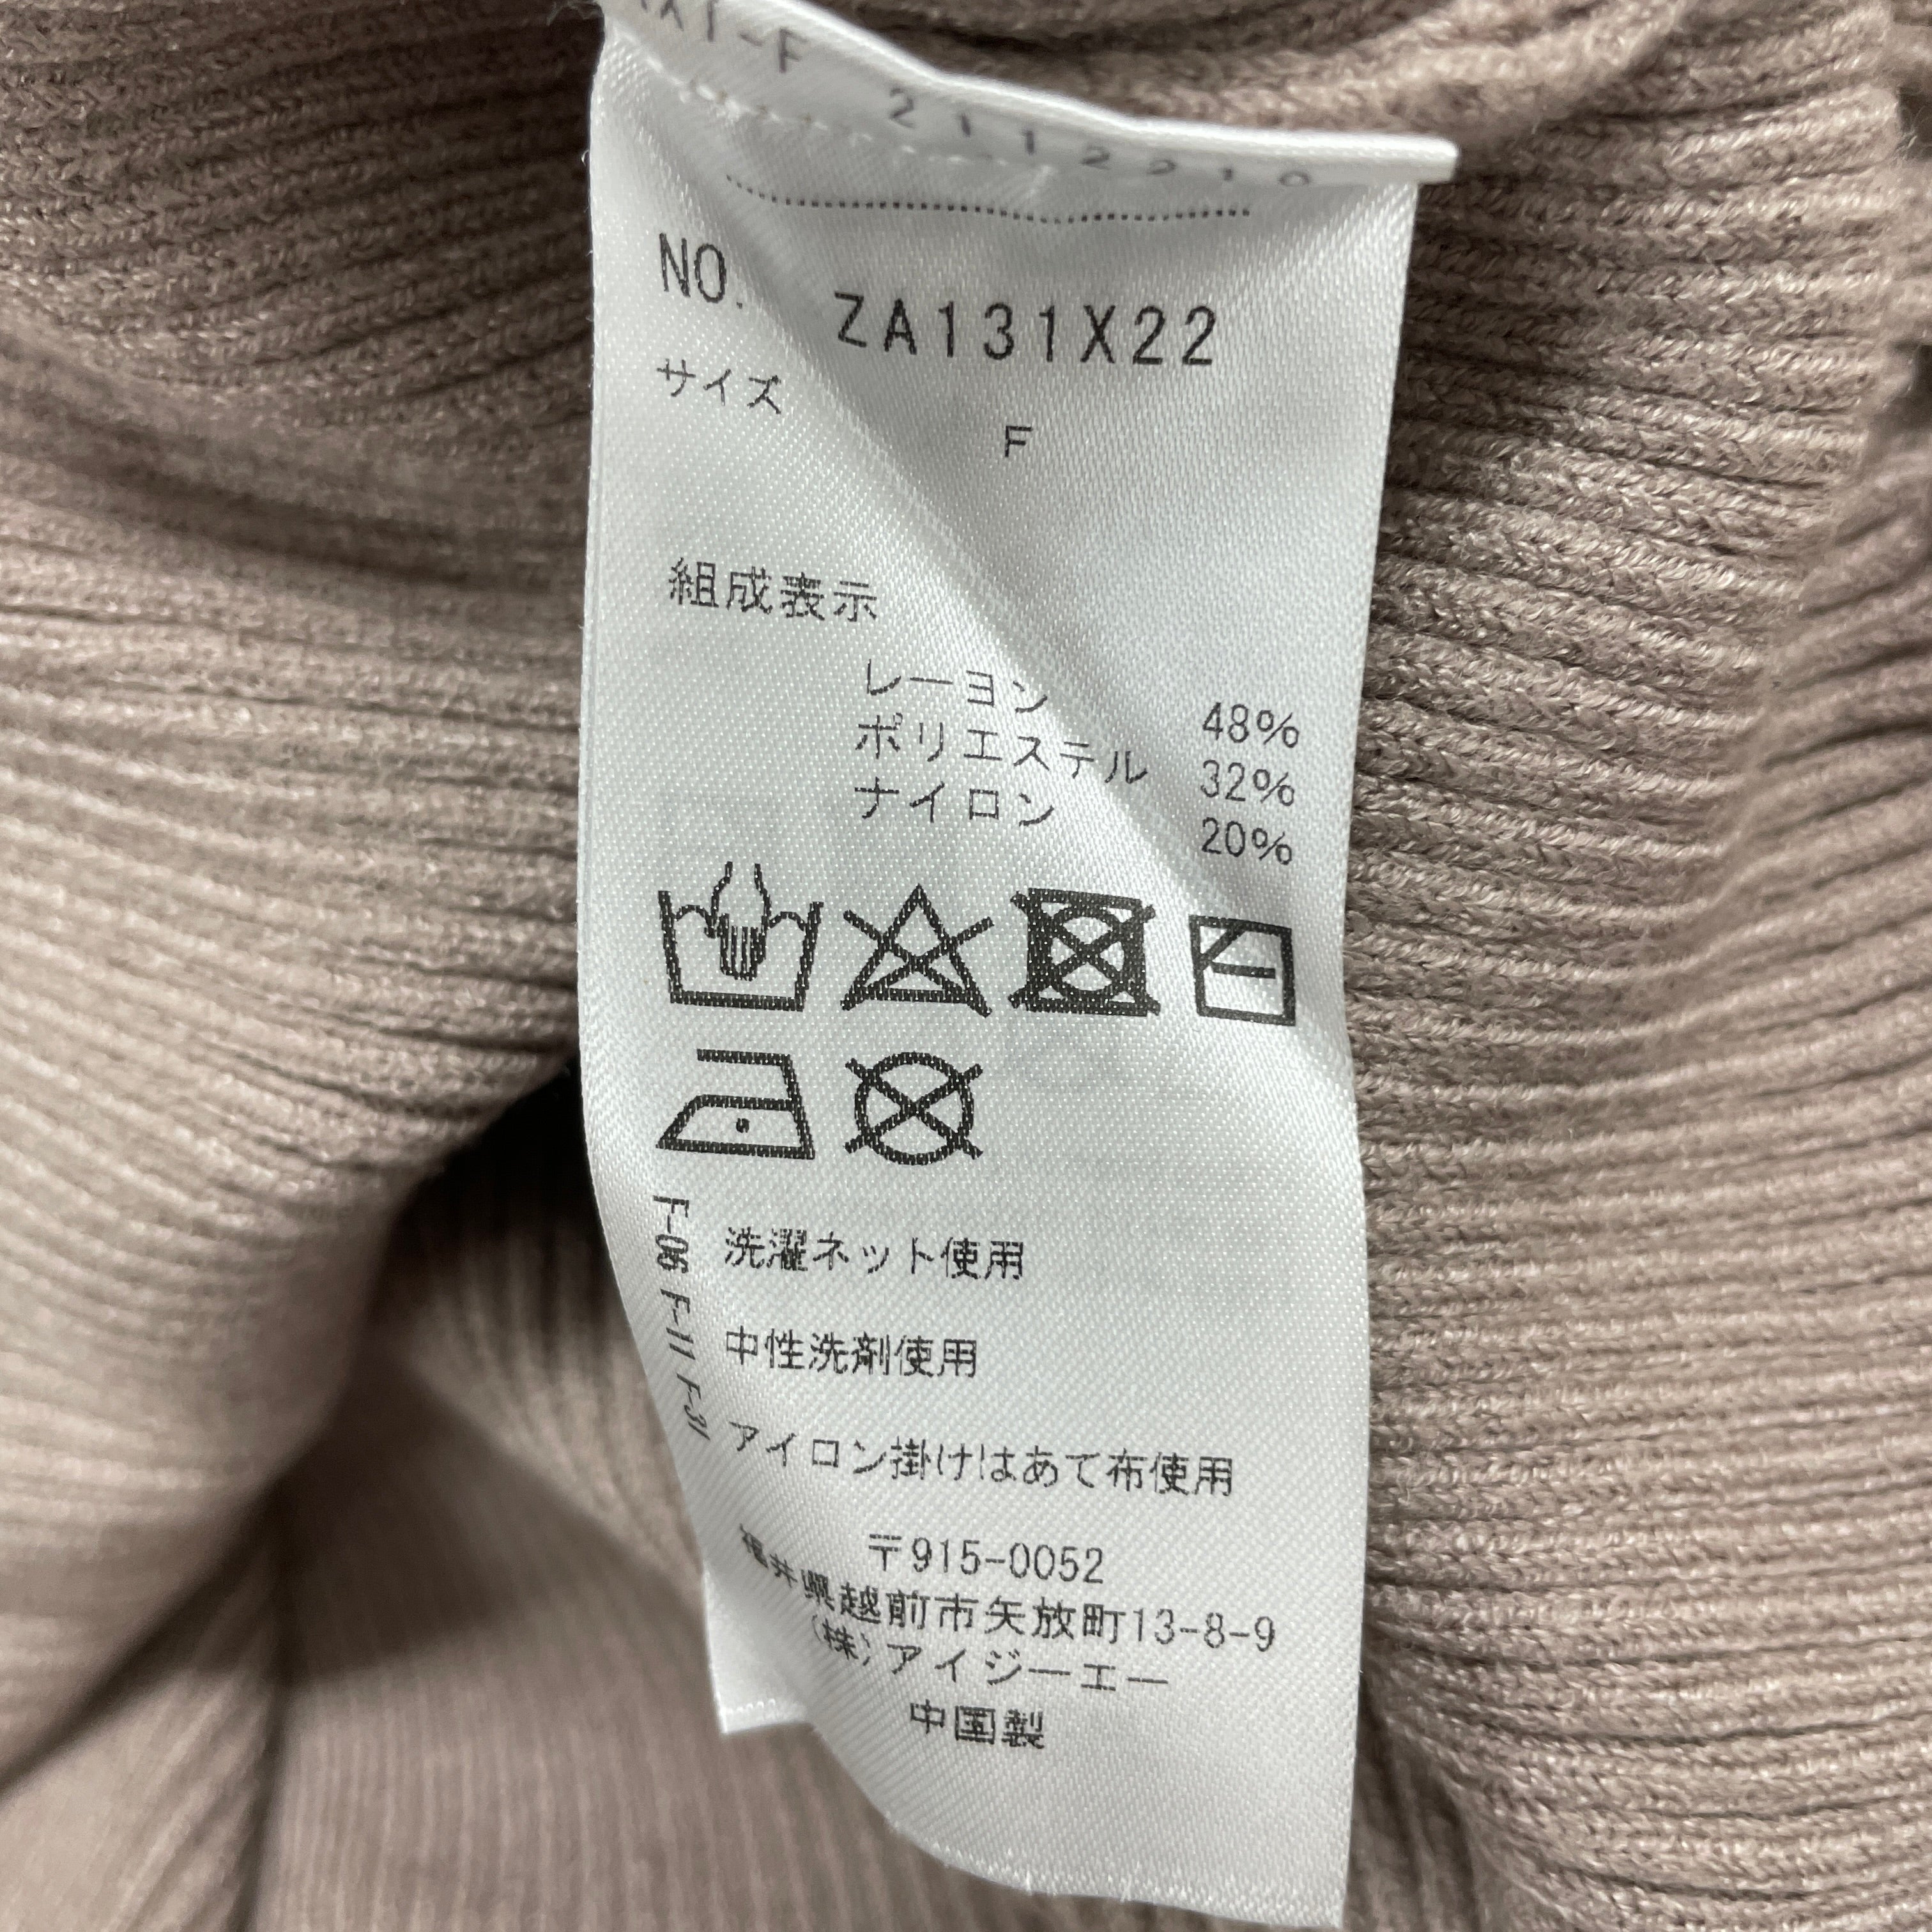 2112210
NO. ZA131X22
サイズ
F
組成表示
レーヨン 48%
ポリエステル 32%
ナイロン 20%
洗濯ネット使用
中性洗剤使用
アイロン掛けはあて布使用
F-06 F-11 F-31
〒915-0052
福井県越前市矢放町13-8-9
(株)アイジーエー
中国製